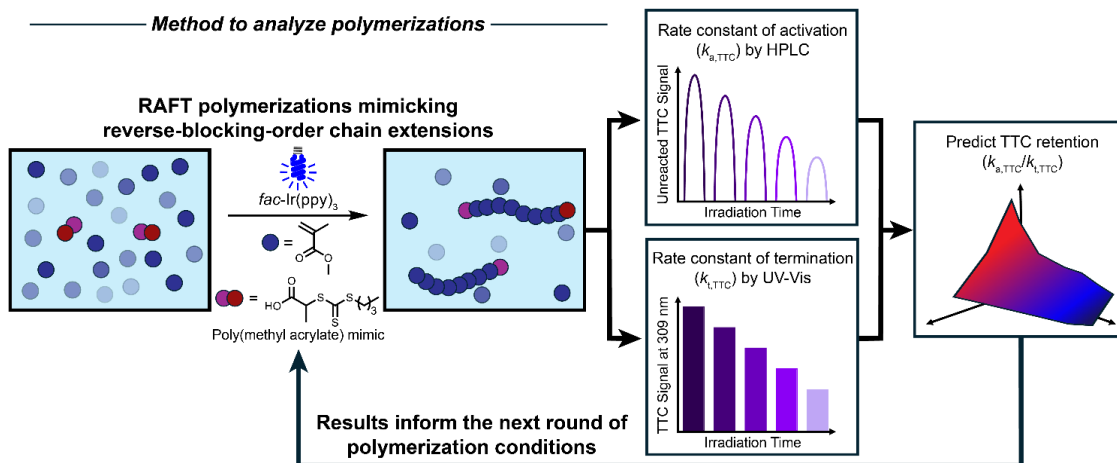 Method to analyze polymerizations
RAFT polymerizations mimicking
reverse-blocking-order chain extensions
fac-Ir(ppy)3
=
O
O
=
HO
O
S
S
S
( )3
Poly(methyl acrylate) mimic
Rate constant of activation
(ka,TTC) by HPLC
Unreacted TTC Signal
Irradiation Time
Rate constant of termination
(kt,TTC) by UV-Vis
TTC Signal at 309 nm
Irradiation Time
Predict TTC retention
(ka,TTC/kt,TTC)
Results inform the next round of
polymerization conditions